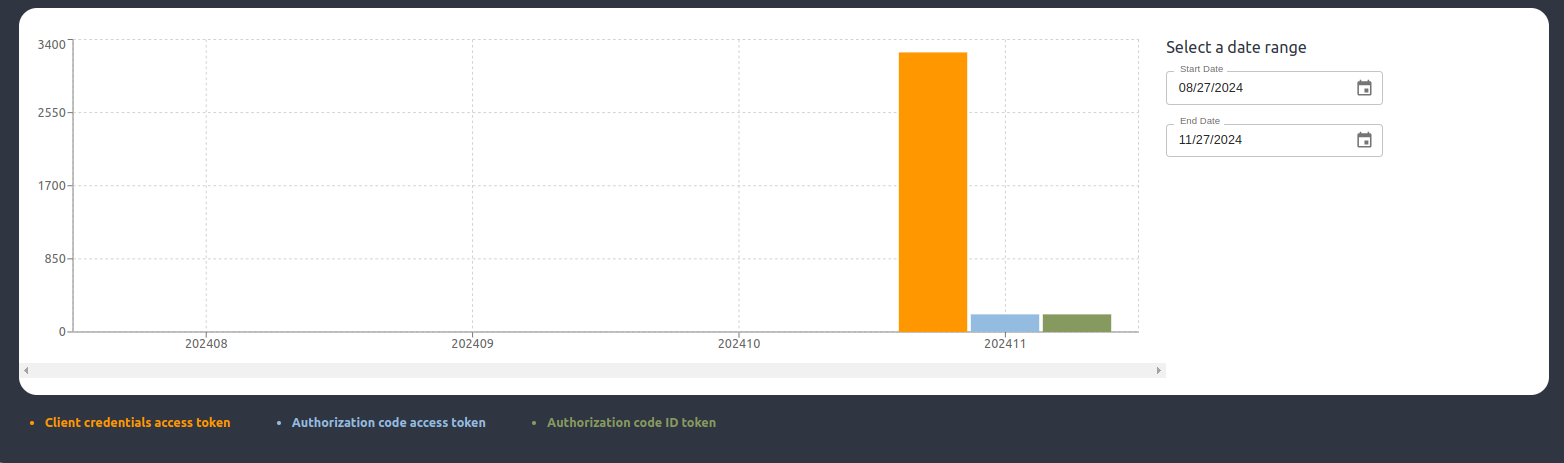 3400
2550
1700
850
0
202408
202409
202410
202411
Select a date range
Start Date
08/27/2024
End Date
11/27/2024
• Client credentials access token
• Authorization code access token
• Authorization code ID token